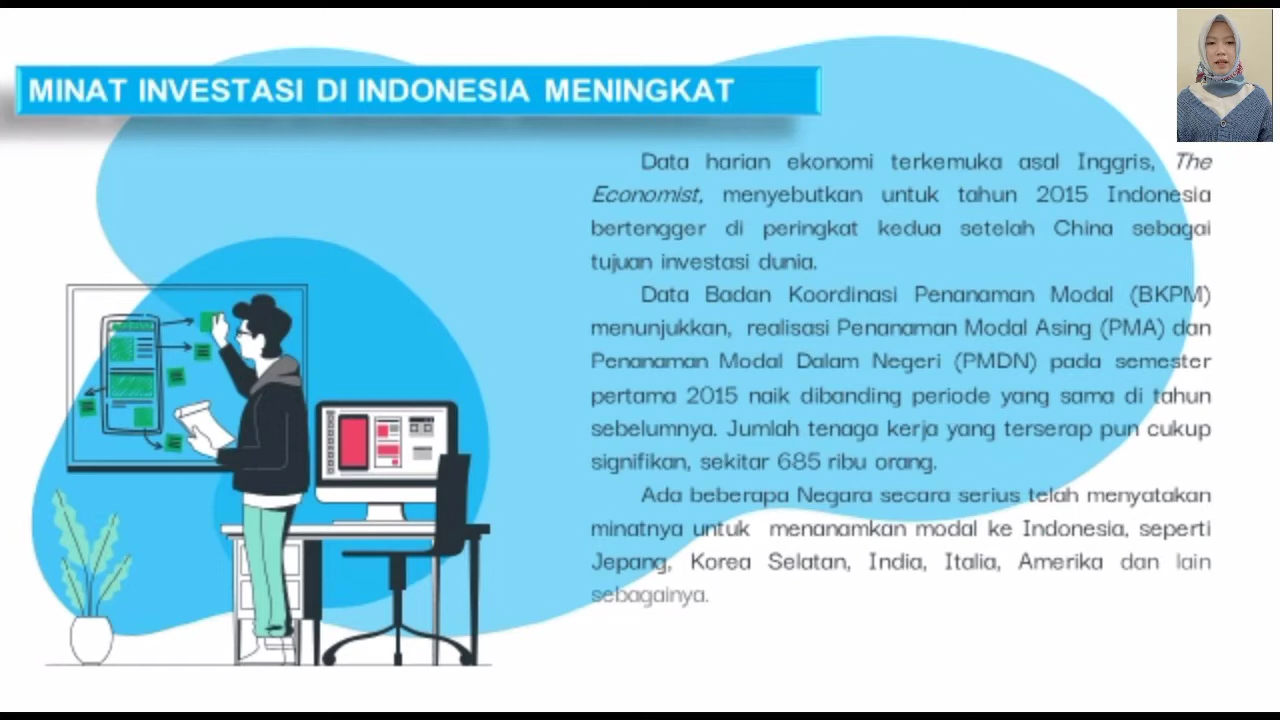 MINAT INVESTASI DI INDONESIA MENINGKAT
Data harian ekonomi terkemuka asal Inggris, The
Economist, menyebutkan untuk tahun 2015 Indonesia
bertengger di peringkat kedua setelah China sebagai
tujuan investasi dunia.
Data Badan Koordinasi Penanaman Modal (BKPM)
menunjukkan, realisasi Penanaman Modal Asing (PMA) dan
Penanaman Modal Dalam Negeri (PMDN) pada semester
pertama 2015 naik dibanding periode yang sama di tahun
sebelumnya. Jumlah tenaga kerja yang terserap pun cukup
signifikan, sekitar 685 ribu orang.
Ada beberapa Negara secara serius telah menyatakan
minatnya untuk menanamkan modal ke Indonesia, seperti
Jepang, Korea Selatan, India, Italia, Amerika dan lain
sebagainya.